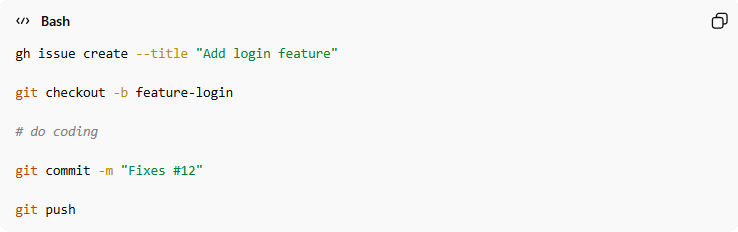 Bash
gh issue create --title "Add login feature"
git checkout -b feature-login
# do coding
git commit -m "Fixes #12"
git push